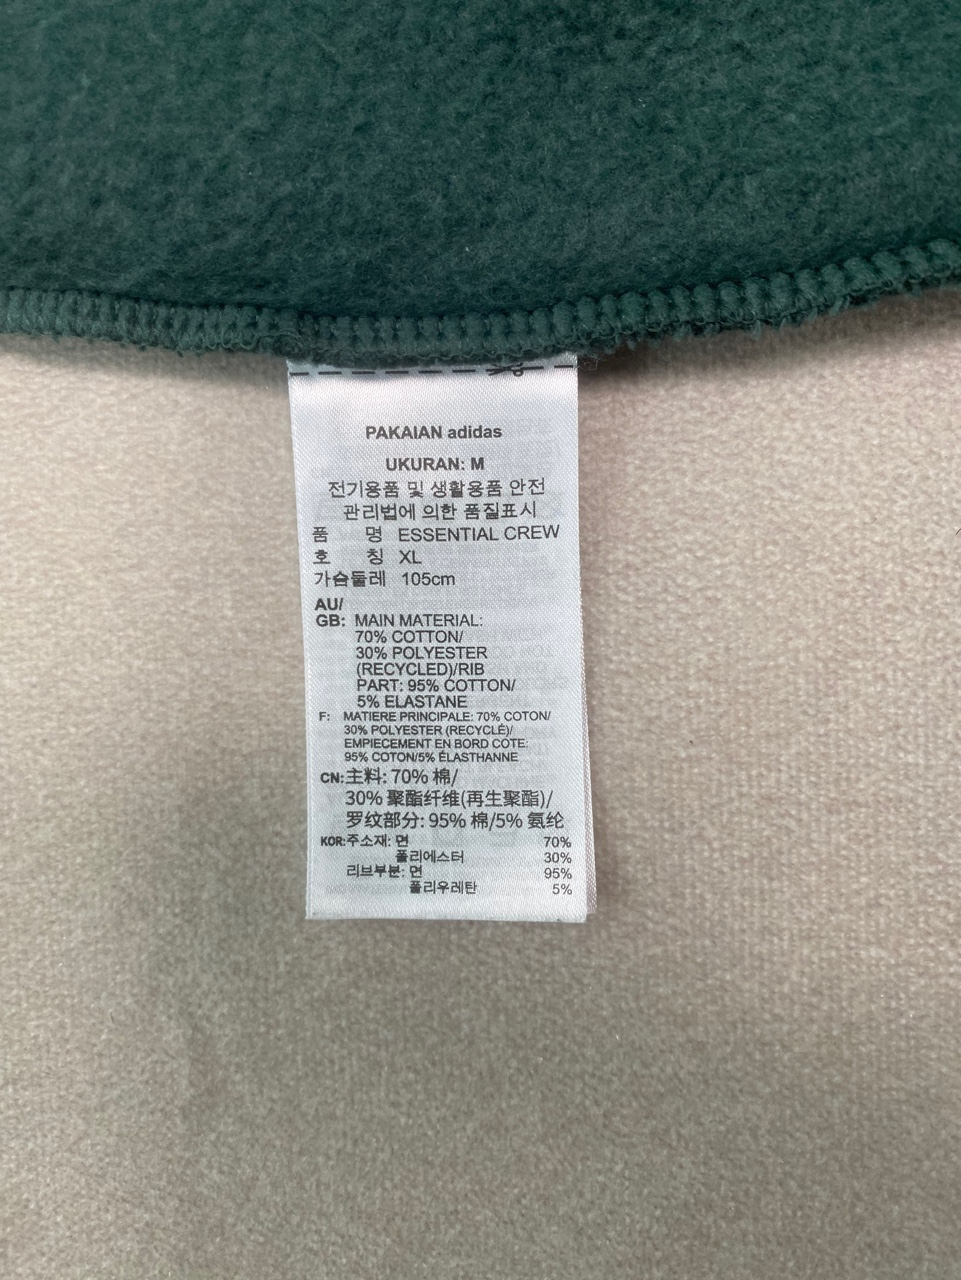 PAKAIAN adidas
UKURAN: M
전기용품 및 생활용품 안전
관리법에 의한 품질표시
품 명 ESSENTIAL CREW
호 칭 XL
가슴둘레 105cm
AU/
GB: MAIN MATERIAL:
70% COTTON/
30% POLYESTER
(RECYCLED)/RIB
PART: 95% COTTON/
5% ELASTANE
F: MATIERE PRINCIPALE: 70% COTON/
30% POLYESTER (RECYCLÉ)/
EMPIECEMENT EN BORD COTE:
95% COTON/5% ÉLASTHANNE
CN:主料: 70% 棉/
30% 聚酯纤维(再生聚酯)/
罗纹部分: 95% 棉/5% 氨纶
KOR:주소재: 면 70%
폴리에스터 30%
리브부분: 면 95%
폴리우레탄 5%